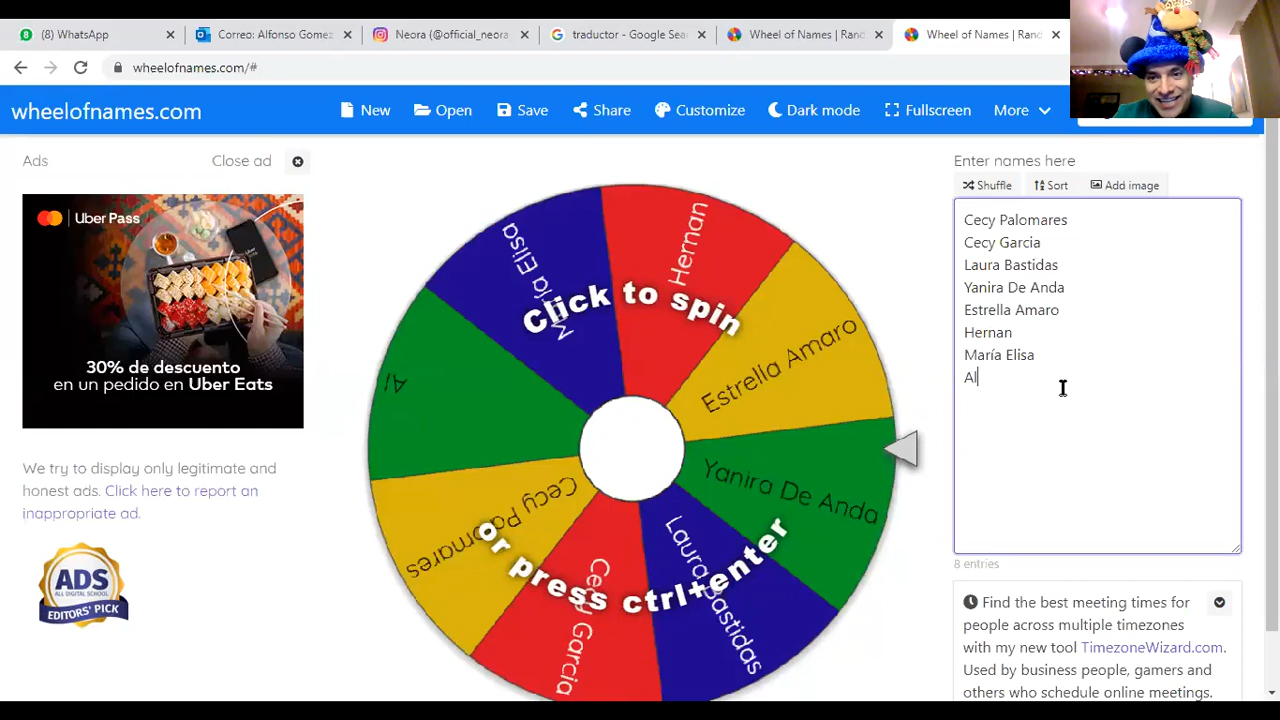 (8) WhatsApp
Correo: Alfonso Gomez
Neora (@official_neora
traductor - Google Sea
Wheel of Names | Rand
Wheel of Names | Rand
wheelofnames.com/#
wheelofnames.com
New
Open
Save
Share
Customize
Dark mode
Fullscreen
More
Ads
Close ad
Uber Pass
30% de descuento
en un pedido en Uber Eats
We try to display only legitimate and
honest ads. Click here to report an
inappropriate ad.
ADS
ALL DIGITAL SCHOOL
EDITORS' PICK
María Elisa
Hernan
Estrella Amaro
Yanira De Anda
Laura Bastidas
Cecy Garcia
Cecy Palomares
Al
Click to spin
or press ctrl+enter
Enter names here
Shuffle
Sort
Add image
Cecy Palomares
Cecy Garcia
Laura Bastidas
Yanira De Anda
Estrella Amaro
Hernan
María Elisa
Al
8 entries
Find the best meeting times for
people across multiple timezones
with my new tool TimezoneWizard.com.
Used by business people, gamers and
others who schedule online meetings.